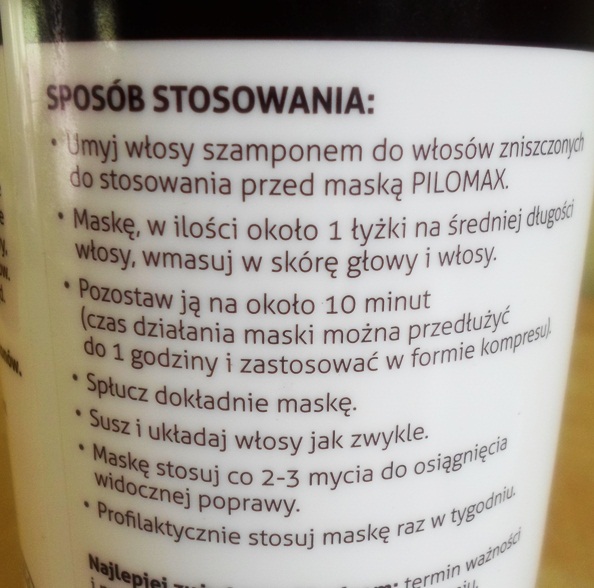 SPOSÓB STOSOWANIA:
• Umyj włosy szamponem do włosów zniszczonych
do stosowania przed maską PILOMAX.
• Maskę, w ilości około 1 łyżki na średniej długości
włosy, wmasuj w skórę głowy i włosy.
• Pozostaw ją na około 10 minut
(czas działania maski można przedłużyć
do 1 godziny i zastosować w formie kompresu).
• Spłucz dokładnie maskę.
• Susz i układaj włosy jak zwykle.
• Maskę stosuj co 2-3 mycia do osiągnięcia
widocznej poprawy.
• Profilaktycznie stosuj maskę raz w tygodniu.
Najlepiej termin ważności